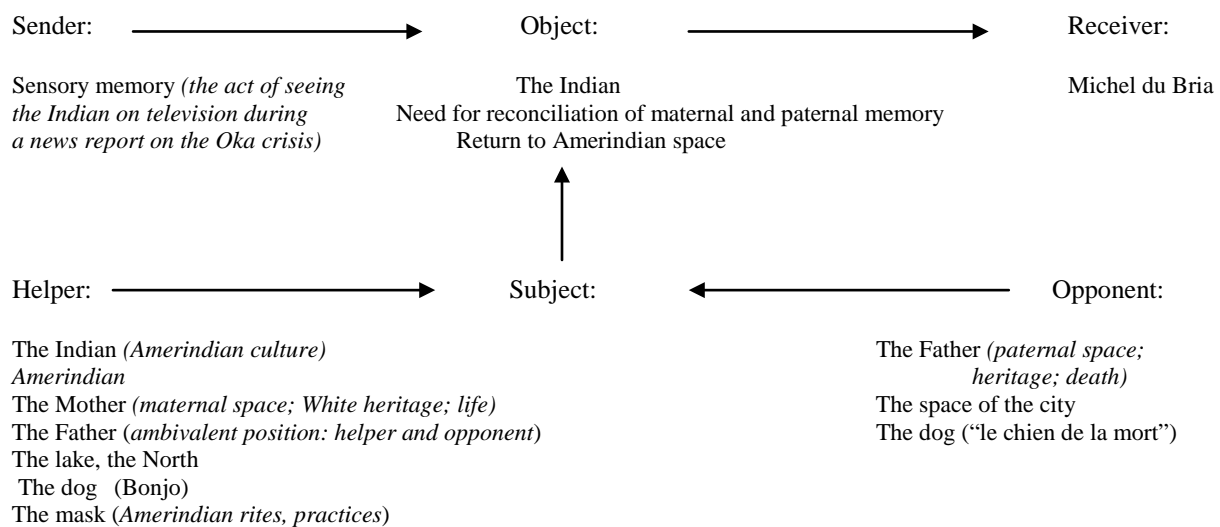 Sender: Object: Receiver:
Sensory memory (the act of seeing The Indian Michel du Bria
the Indian on television during Need for reconciliation of maternal and paternal memory
a news report on the Oka crisis) Return to Amerindian space
Helper: Subject: Opponent:
The Indian (Amerindian culture) The Father (paternal space;
Amerindian heritage; death)
The Mother (maternal space; White heritage; life) The space of the city
The Father (ambivalent position: helper and opponent) The dog (“le chien de la mort”)
The lake, the North
The dog (Bonjo)
The mask (Amerindian rites, practices)